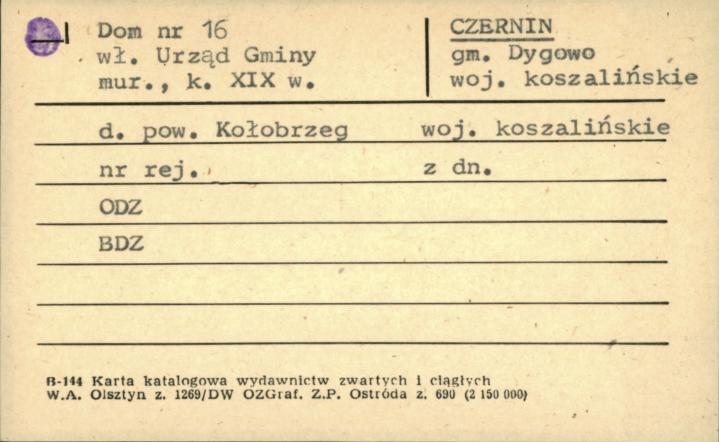 Dom nr 16
wł. Urząd Gminy
mur., k. XIX w.
CZERNIN
gm. Dygowo
woj. koszalińskie
d. pow. Kołobrzeg woj. koszalińskie
nr rej. z dn.
ODZ
BDZ
B-144 Karta katalogowa wydawnictw zwartych i ciągłych
W.A. Olsztyn z. 1269/DW OZGraf. Z.P. Ostróda z. 690 (2 150 000)